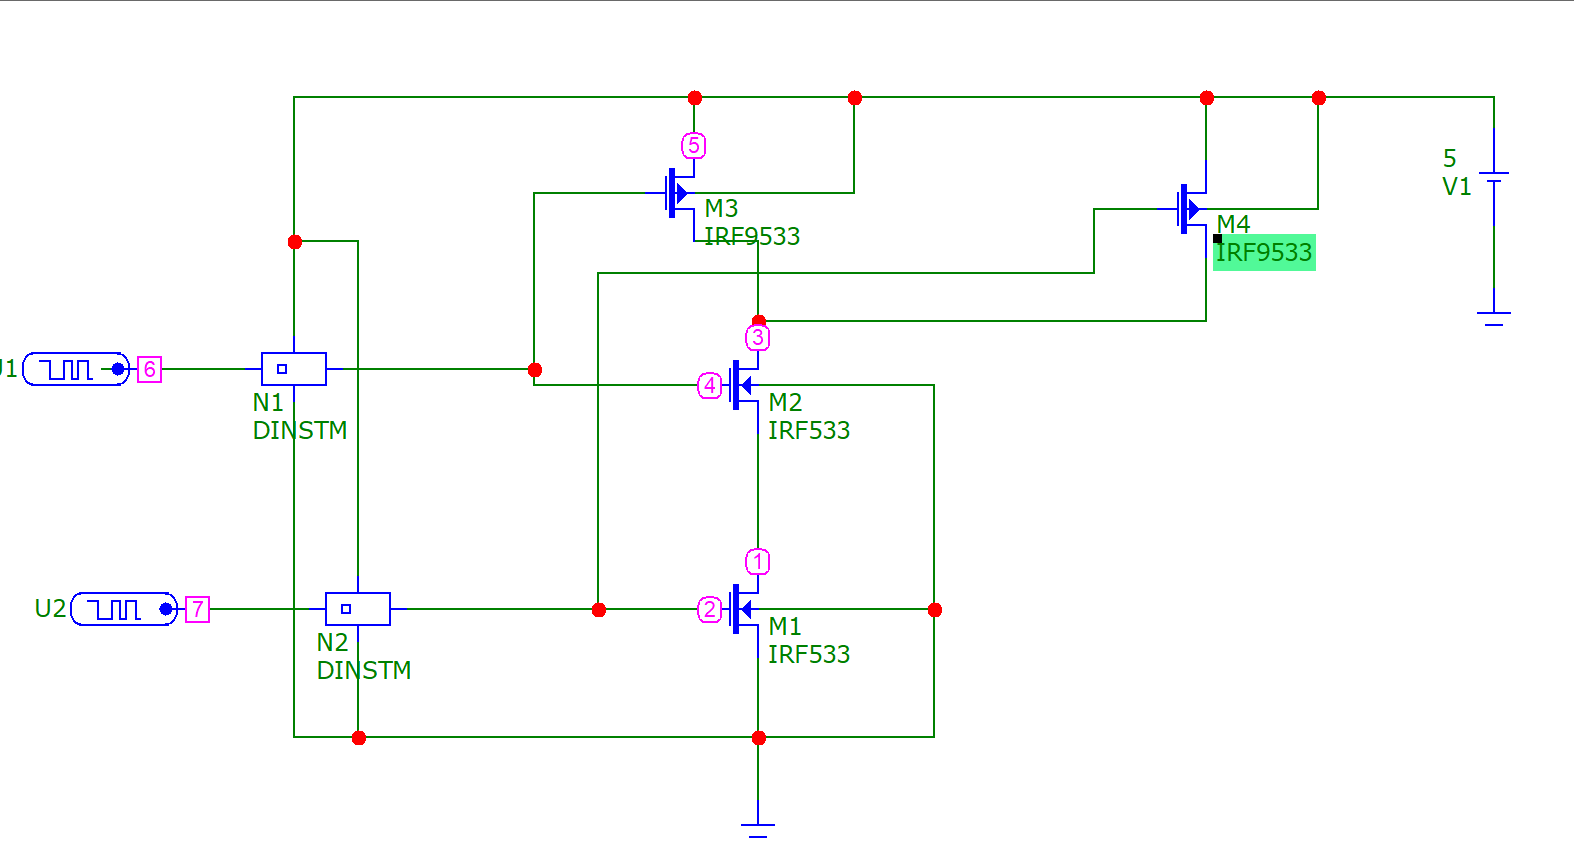 5
5
V1
M3
IRF9533
M4
IRF9533
3
U1
6
4
N1
DINSTM
M2
IRF533
1
U2
7
2
N2
DINSTM
M1
IRF533